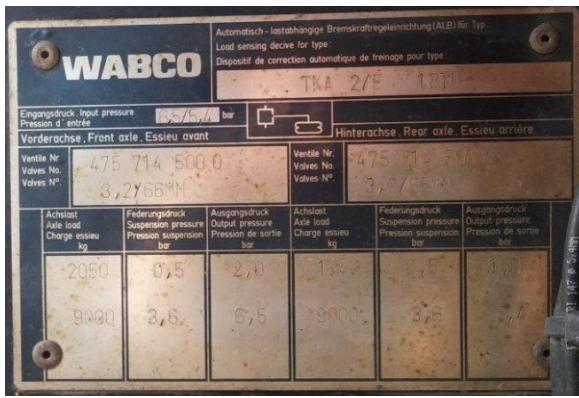 WABCO
Automatisch - lastabhängige Bremskraftregeleinrichtung (ALB) für Typ:
Load sensing decive for type:
Dispositif de correction automatique de freinage pour type:
TKA 2/E 18
Eingangsdruck, Input pressure
Pression d'entrée
6,5/5,4 bar
Vorderachse, Front axle, Essieu avant
Hinterachse, Rear axle, Essieu arriére
Ventile Nr
Valves No.
Valves N°.
475 714 500 0
3,2/66°M
Ventile Nr.
Valves No.
Valves N°.
475 714
Achslast
Axle load
Charge essieu
kg
Federungsdruck
Suspension pressure
Pression suspension
bar
Ausgangsdruck
Output pressure
Pression de sortie
bar
Achslast
Axle load
Charge essieu
kg
Federungsdruck
Suspension pressure
Pression suspension
bar
Ausgangsdruck
Output pressure
Pression de sortie
bar
2050 0,5 2,0
9000 3,6 6,5 9000 3,6